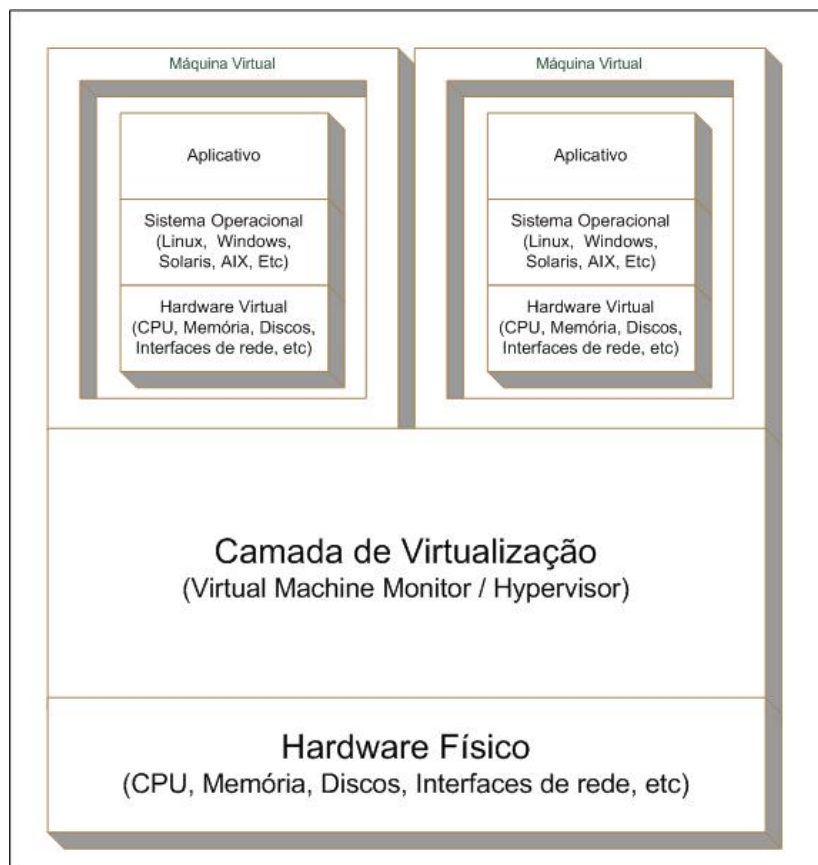 Máquina Virtual
Aplicativo
Sistema Operacional
(Linux, Windows,
Solaris, AIX, Etc)
Hardware Virtual
(CPU, Memória, Discos,
Interfaces de rede, etc)
Máquina Virtual
Aplicativo
Sistema Operacional
(Linux, Windows,
Solaris, AIX, Etc)
Hardware Virtual
(CPU, Memória, Discos,
Interfaces de rede, etc)
Camada de Virtualização
(Virtual Machine Monitor / Hypervisor)
Hardware Físico
(CPU, Memória, Discos, Interfaces de rede, etc)